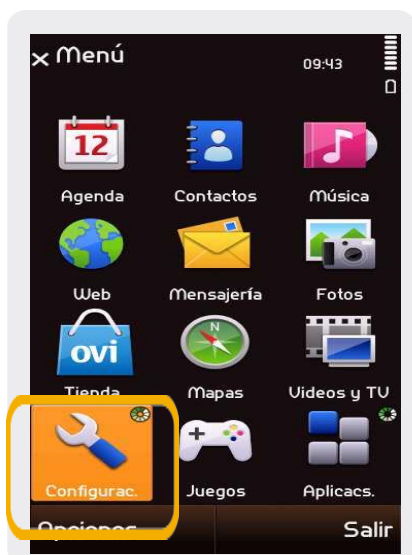 × Menú
09:43
12
Agenda Contactos Música
Web Mensajería Fotos
ovi
N
Tienda Mapas Videos y TV
Configurac. Juegos Aplicacs.
Opciones Salir